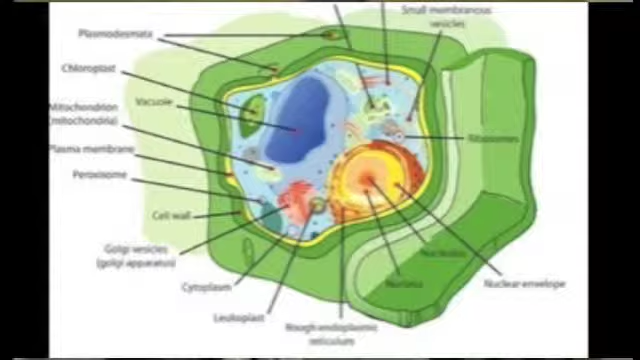 Small membranous
vesicles
Plasmodesmata
Chloroplast
Vacuole
Mitochondrion
(mitochondria)
Ribosomes
Plasma membrane
Peroxisome
Cell wall
Golgi vesicles
(golgi apparatus)
Nucleolus
Nucleus
Nuclear envelope
Cytoplasm
Leukoplast
Rough endoplasmic
reticulum